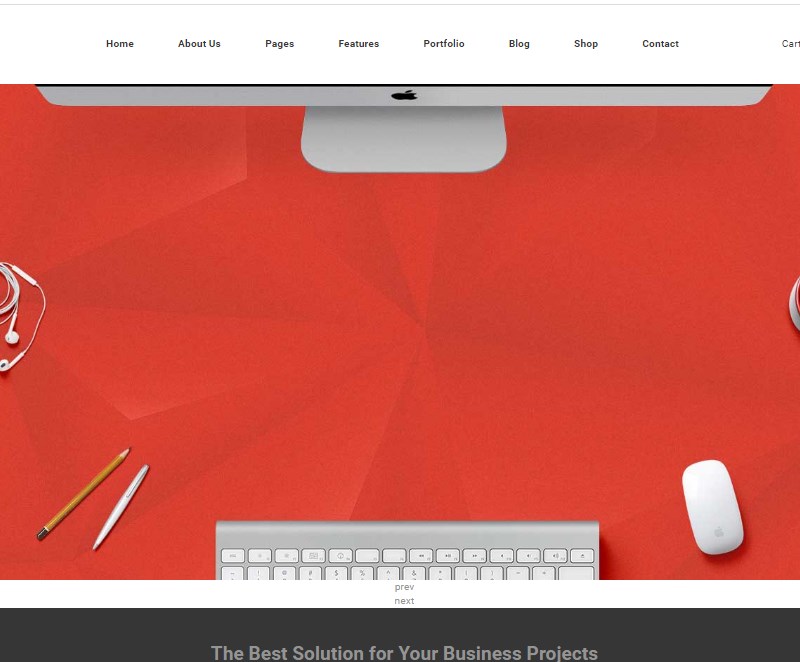 Home About Us Pages Features Portfolio Blog Shop Contact Cart
prev
next
The Best Solution for Your Business Projects